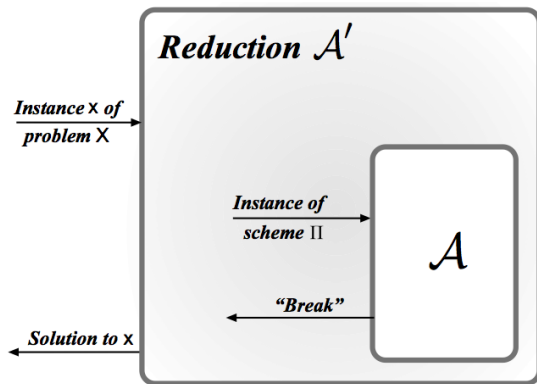 Reduction 𝒜′
Instance x of
problem X
Instance of
scheme Π
𝒜
“Break”
Solution to x